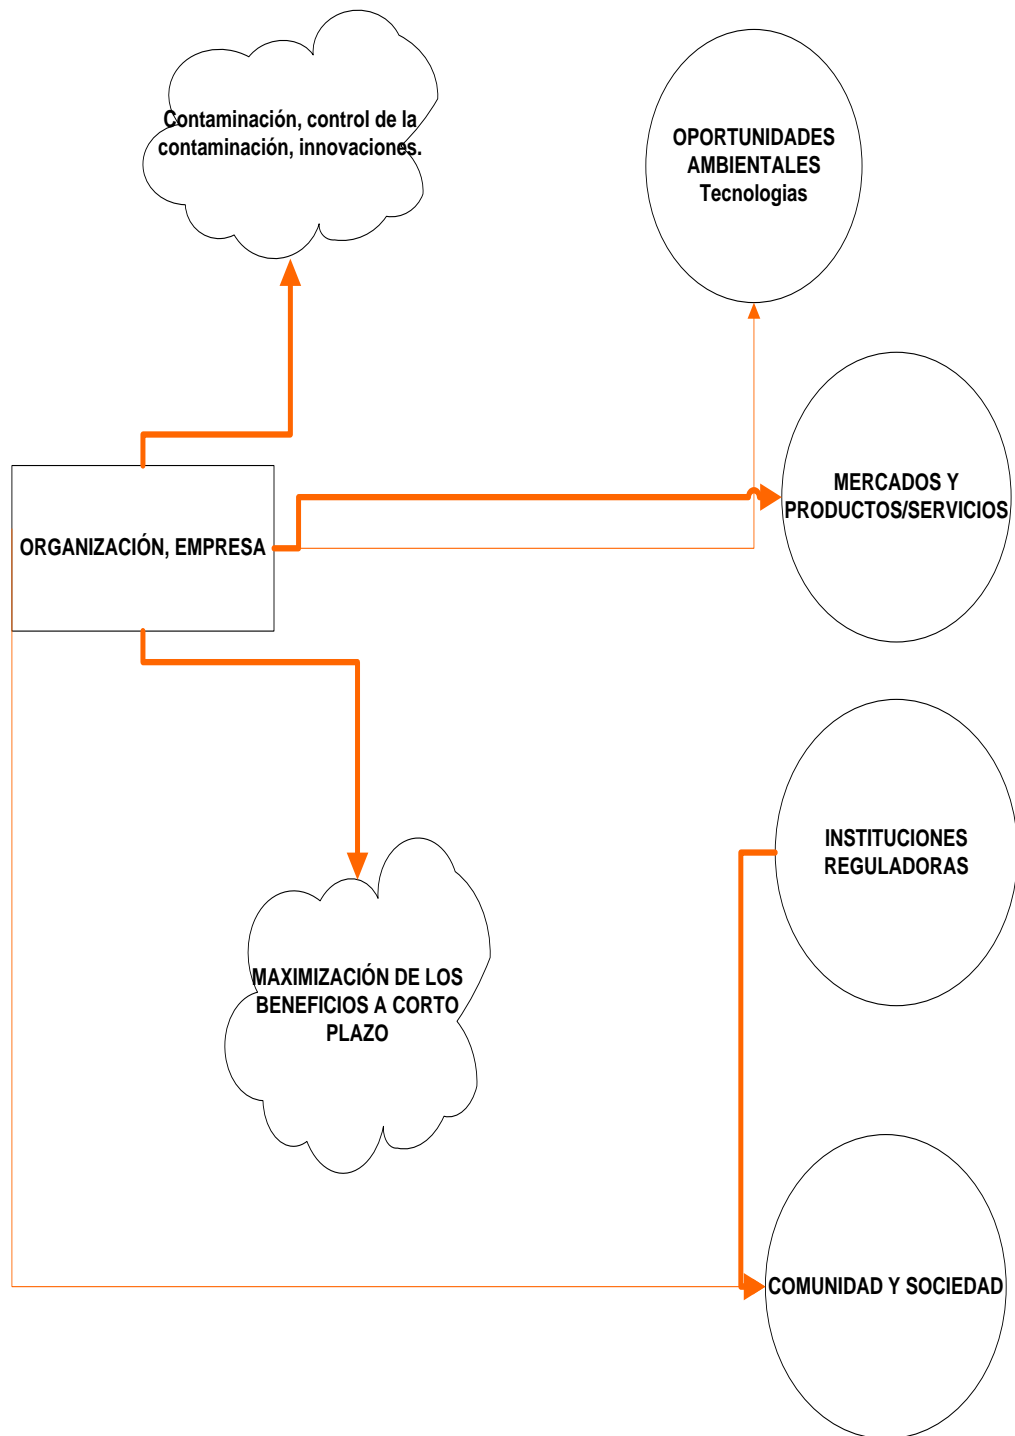 Contaminación, control de la
contaminación, innovaciones.
OPORTUNIDADES
AMBIENTALES
Tecnologias
MERCADOS Y
PRODUCTOS/SERVICIOS
ORGANIZACIÓN, EMPRESA
INSTITUCIONES
REGULADORAS
MAXIMIZACIÓN DE LOS
BENEFICIOS A CORTO
PLAZO
COMUNIDAD Y SOCIEDAD